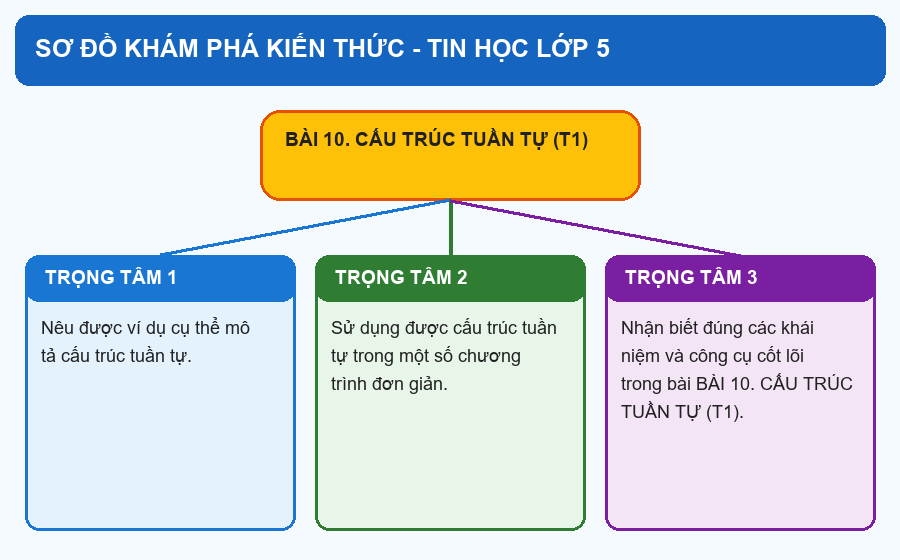 SƠ ĐỒ KHÁM PHÁ KIẾN THỨC - TIN HỌC LỚP 5
BÀI 10. CẤU TRÚC TUẦN TỰ (T1)
TRỌNG TÂM 1
Nêu được ví dụ cụ thể mô
tả cấu trúc tuần tự.
TRỌNG TÂM 2
Sử dụng được cấu trúc tuần
tự trong một số chương
trình đơn giản.
TRỌNG TÂM 3
Nhận biết đúng các khái
niệm và công cụ cốt lõi
trong bài BÀI 10. CẤU TRÚC
TUẦN TỰ (T1).